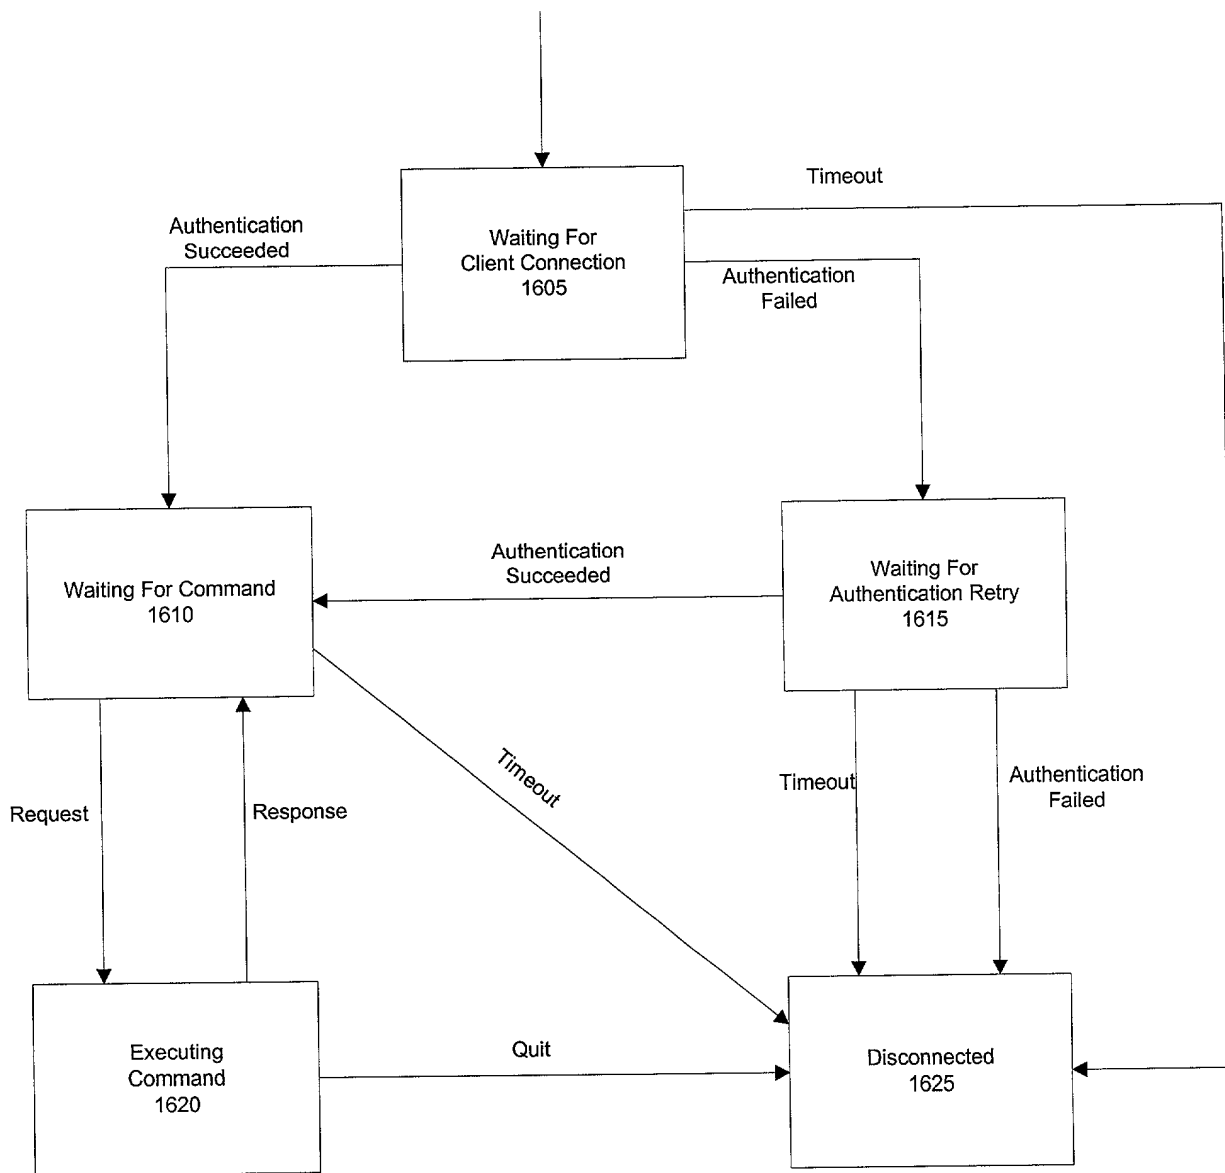 Timeout
Authentication
Succeeded
Waiting For
Client Connection
1605
Authentication
Failed
Waiting For Command
1610
Authentication
Succeeded
Waiting For
Authentication Retry
1615
Timeout
Timeout
Authentication
Failed
Request
Response
Executing
Command
1620
Quit
Disconnected
1625